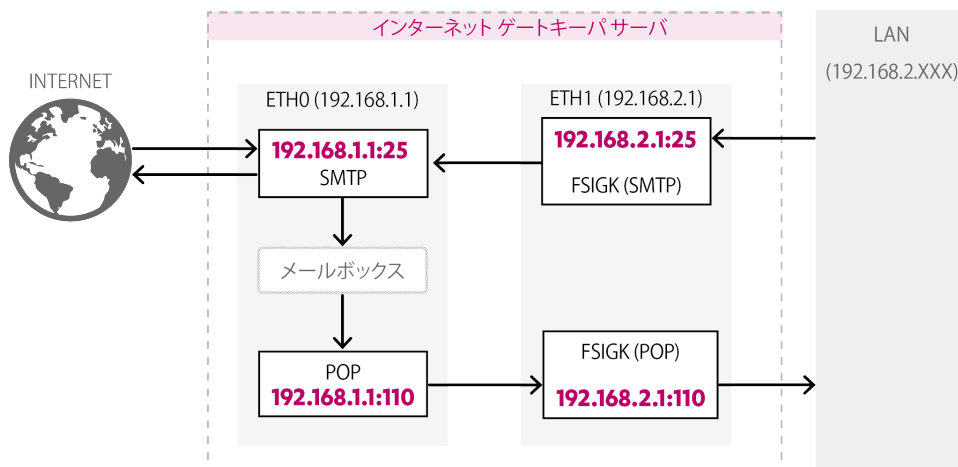 インターネット ゲートキーパ サーバ
LAN
(192.168.2.XXX)
INTERNET
ETH0 (192.168.1.1)
192.168.1.1:25
SMTP
メールボックス
POP
192.168.1.1:110
ETH1 (192.168.2.1)
192.168.2.1:25
FSIGK (SMTP)
FSIGK (POP)
192.168.2.1:110